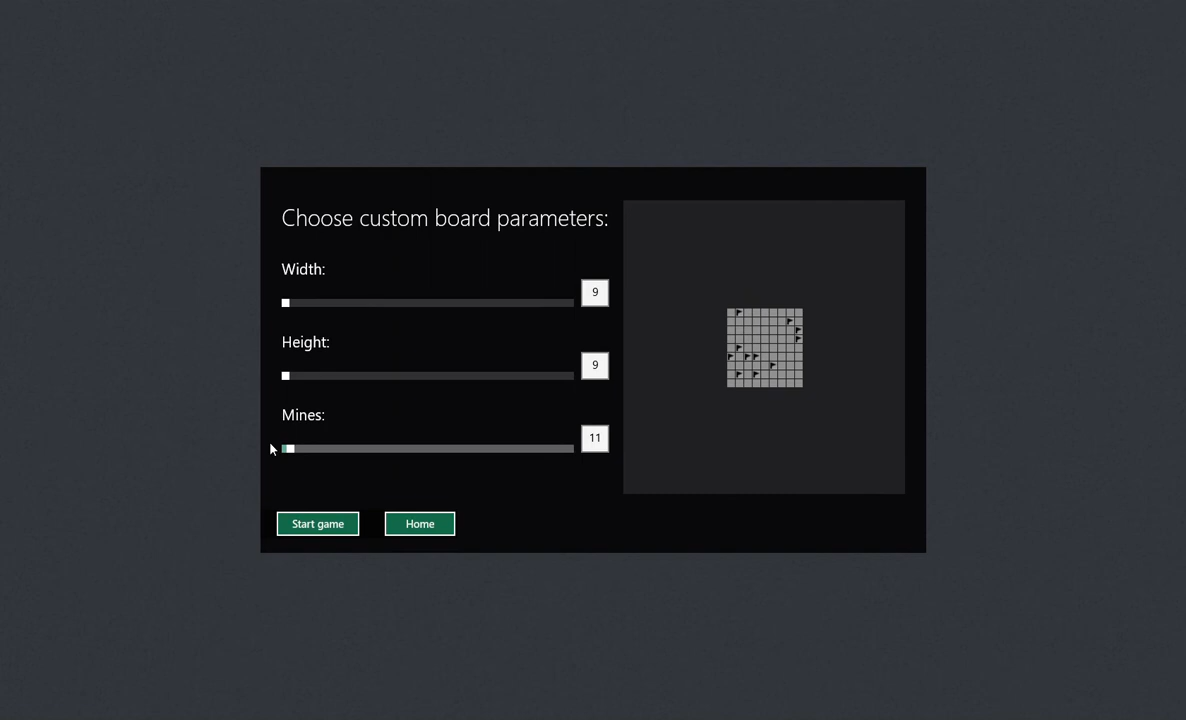 Choose custom board parameters:
Width:
9
Height:
9
Mines:
11
Start game
Home